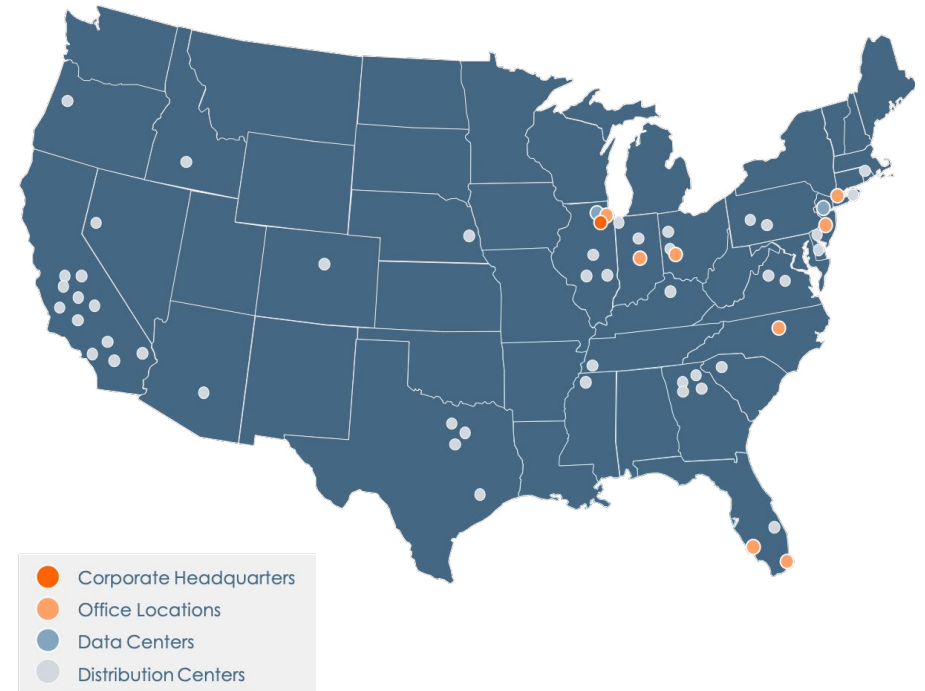 Corporate Headquarters
Office Locations
Data Centers
Distribution Centers